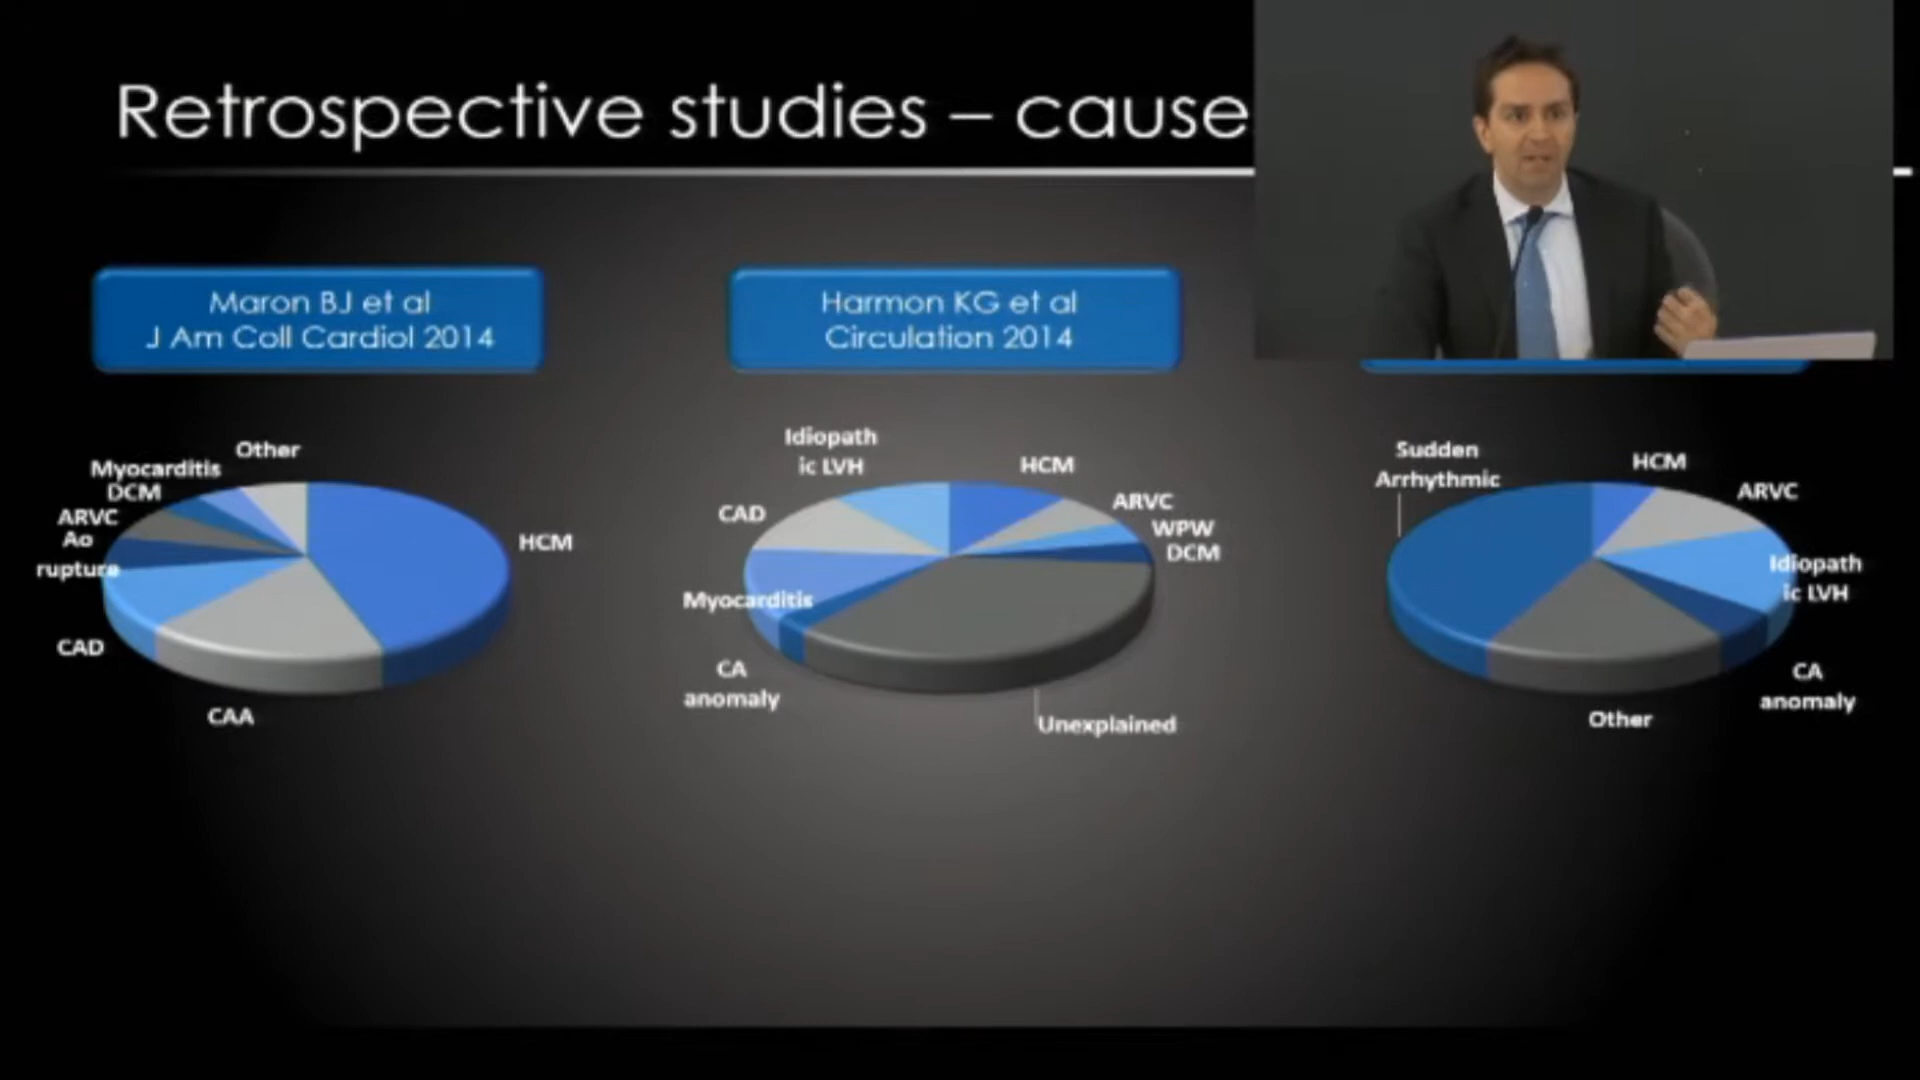 Retrospective studies – cause
Maron BJ et al
J Am Coll Cardiol 2014
Harmon KG et al
Circulation 2014
Other
Myocarditis
DCM
ARVC
Ao
rupture
HCM
CAD
CAA
Idiopath
ic LVH
HCM
CAD
ARVC
WPW
DCM
Myocarditis
CA
anomaly
Unexplained
Sudden
Arrhythmic
HCM
ARVC
Idiopath
ic LVH
CA
anomaly
Other